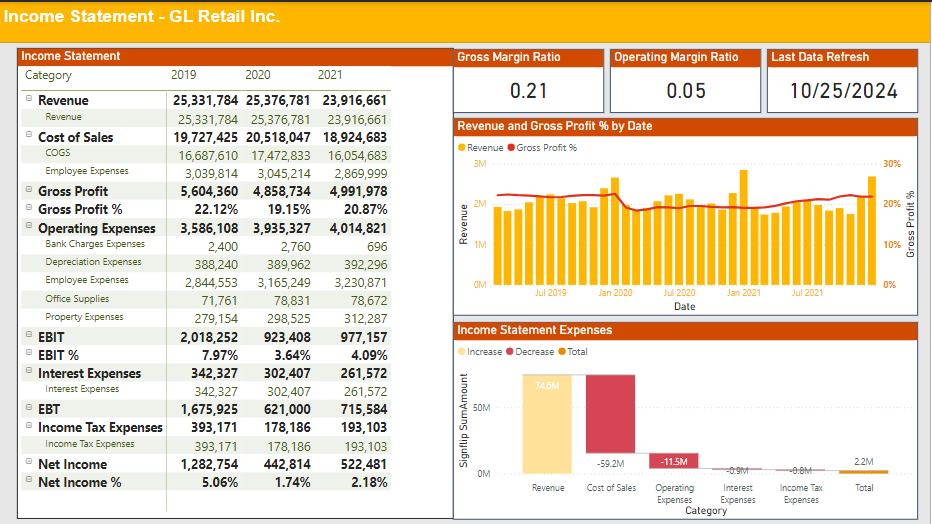 Income Statement - GL Retail Inc.
Income Statement
Category 2019 2020 2021
Revenue 25,331,784 25,376,781 23,916,661
Revenue 25,331,784 25,376,781 23,916,661
Cost of Sales 19,727,425 20,518,047 18,924,683
COGS 16,687,610 17,472,833 16,054,683
Employee Expenses 3,039,814 3,045,214 2,869,999
Gross Profit 5,604,360 4,858,734 4,991,978
Gross Profit % 22.12% 19.15% 20.87%
Operating Expenses 3,586,108 3,935,327 4,014,821
Bank Charges Expenses 2,400 2,760 696
Depreciation Expenses 388,240 389,962 392,296
Employee Expenses 2,844,553 3,165,249 3,230,871
Office Supplies 71,761 78,831 78,672
Property Expenses 279,154 298,525 312,287
EBIT 2,018,252 923,408 977,157
EBIT % 7.97% 3.64% 4.09%
Interest Expenses 342,327 302,407 261,572
Interest Expenses 342,327 302,407 261,572
EBT 1,675,925 621,000 715,584
Income Tax Expenses 393,171 178,186 193,103
Income Tax Expenses 393,171 178,186 193,103
Net Income 1,282,754 442,814 522,481
Net Income % 5.06% 1.74% 2.18%
Gross Margin Ratio
0.21
Operating Margin Ratio
0.05
Last Data Refresh
10/25/2024
Revenue and Gross Profit % by Date
Revenue Gross Profit %
3M 30%
2M 20%
1M 10%
0M 0%
Revenue
Gross Profit %
Jul 2019 Jan 2020 Jul 2020 Jan 2021 Jul 2021
Date
Income Statement Expenses
Increase Decrease Total
Signflip SumAmount
50M
0M
74.6M
-59.2M
-11.5M
-0.9M
-0.8M
2.2M
Revenue Cost of Sales Operating Interest Income Tax Total
Expenses Expenses Expenses
Category